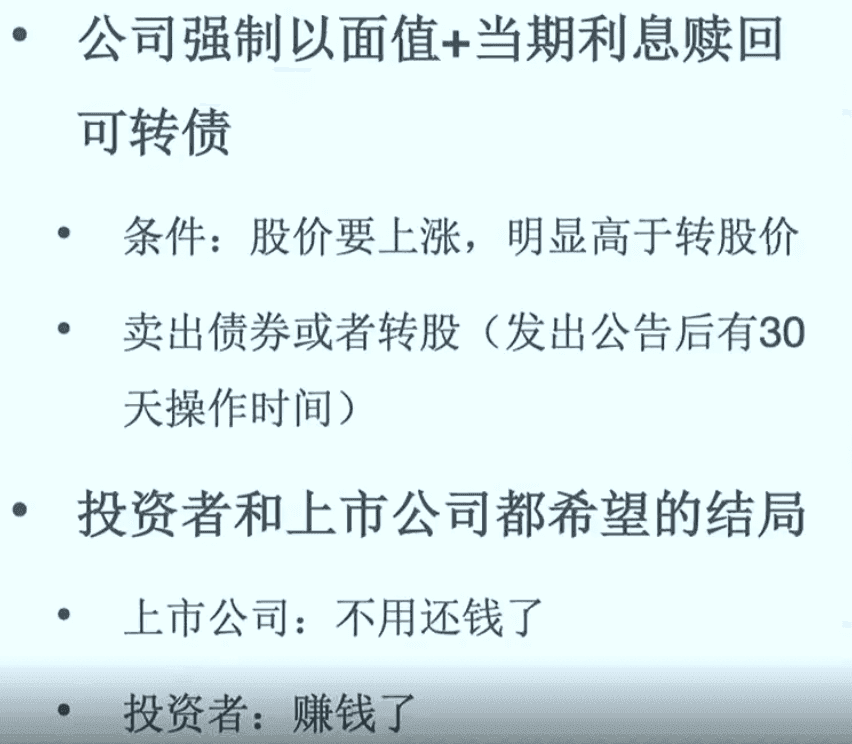 • 公司强制以面值+当期利息赎回
可转债
• 条件：股价要上涨，明显高于转股价
• 卖出债券或者转股（发出公告后有30
天操作时间）
• 投资者和上市公司都希望的结局
• 上市公司：不用还钱了
• 投资者：赚钱了